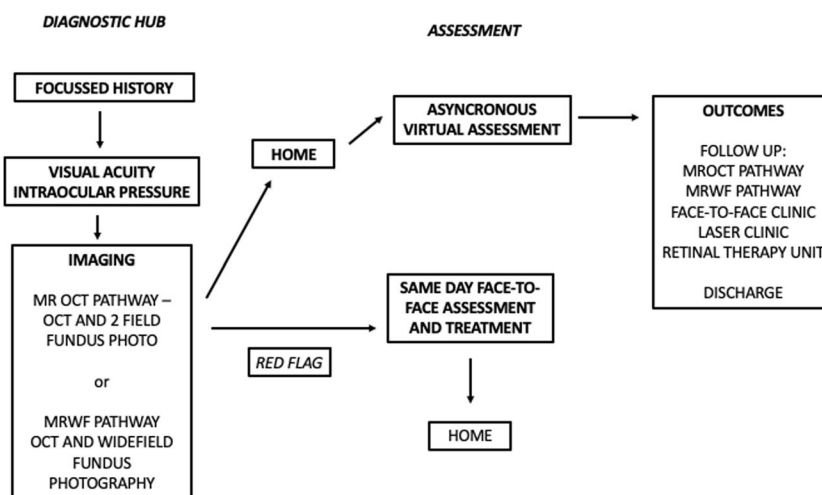 DIAGNOSTIC HUB
FOCUSSED HISTORY
VISUAL ACUITY
INTRAOCULAR PRESSURE
IMAGING
MR OCT PATHWAY –
OCT AND 2 FIELD
FUNDUS PHOTO
or
MRWF PATHWAY
OCT AND WIDEFIELD
FUNDUS
PHOTOGRAPHY
HOME
RED FLAG
ASSESSMENT
ASYNCRONOUS
VIRTUAL ASSESSMENT
SAME DAY FACE-TO-
FACE ASSESSMENT
AND TREATMENT
HOME
OUTCOMES
FOLLOW UP:
MROCT PATHWAY
MRWF PATHWAY
FACE-TO-FACE CLINIC
LASER CLINIC
RETINAL THERAPY UNIT
DISCHARGE